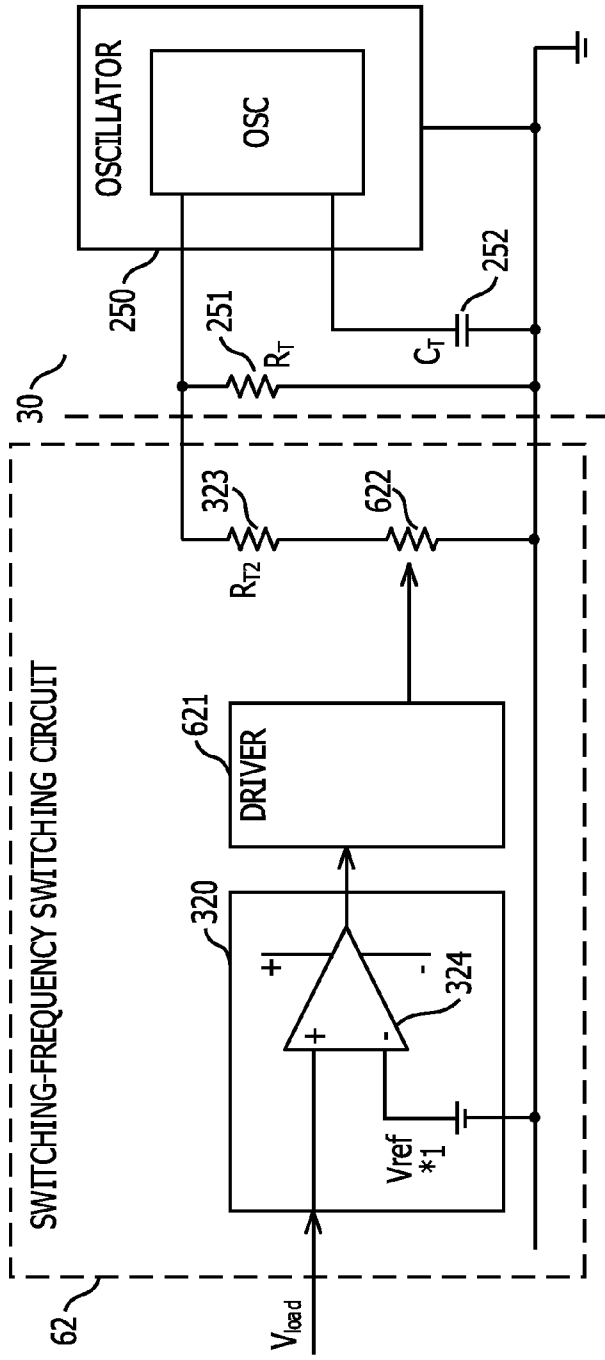 SWITCHING-FREQUENCY SWITCHING CIRCUIT
62
V_load
320
+
-
+
-
Vref
*1
324
DRIVER
621
R_T2
323
622
30
R_T
251
C_T
252
250
OSCILLATOR
OSC